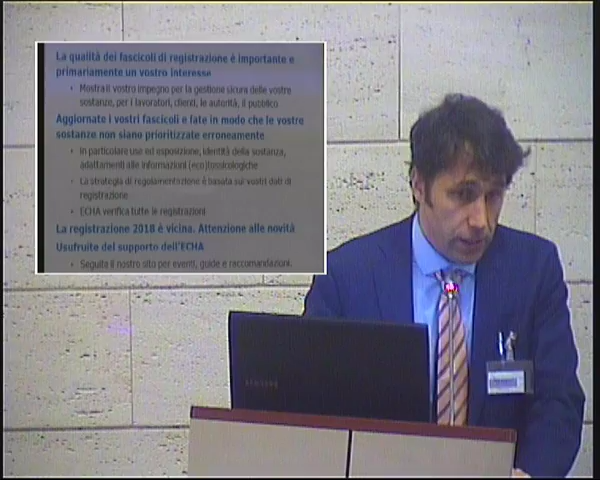 La qualità dei fascicoli di registrazione è importante e
primariamente un vostro interesse
• Mostra il vostro impegno per la gestione sicura delle vostre
sostanze, per i lavoratori, clienti, le autorità, il pubblico
Aggiornate i vostri fascicoli e fate in modo che le vostre
sostanze non siano prioritizzate erroneamente
• In particolare use ed esposizione, identità della sostanza,
adattamenti alle informazioni (eco)tossicologiche
• La strategia di regolamentazione è basata sui vostri dati di
registrazione
• ECHA verifica tutte le registrazioni
La registrazione 2018 è vicina. Attenzione alle novità
Usufruite del supporto dell'ECHA
• Seguite il nostro sito per eventi, guide e raccomandazioni.
SAMSUNG